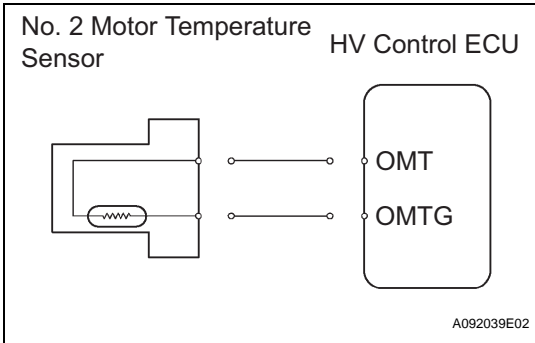 No. 2 Motor Temperature
Sensor
HV Control ECU
OMT
OMTG
A092039E02